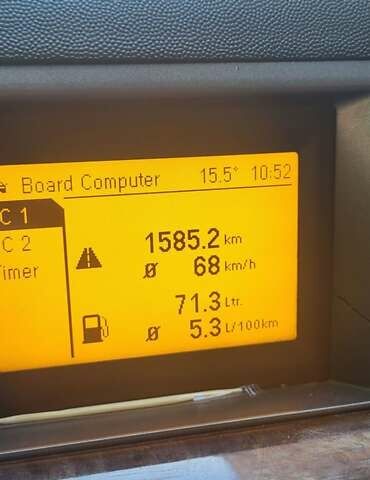 Board Computer 15.5° 10:52
C 1
C 2
Timer
1585.2 km
Ø 68 km/h
71.3 Ltr.
Ø 5.3 L/100km